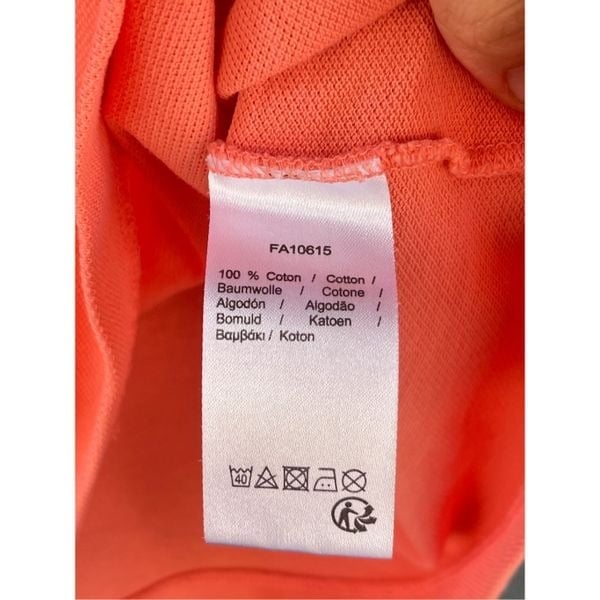 FA10615
100 % Coton / Cotton /
Baumwolle / Cotone /
Algodón / Algodão /
Bomuld / Katoen /
Βαμβάκι / Koton
40